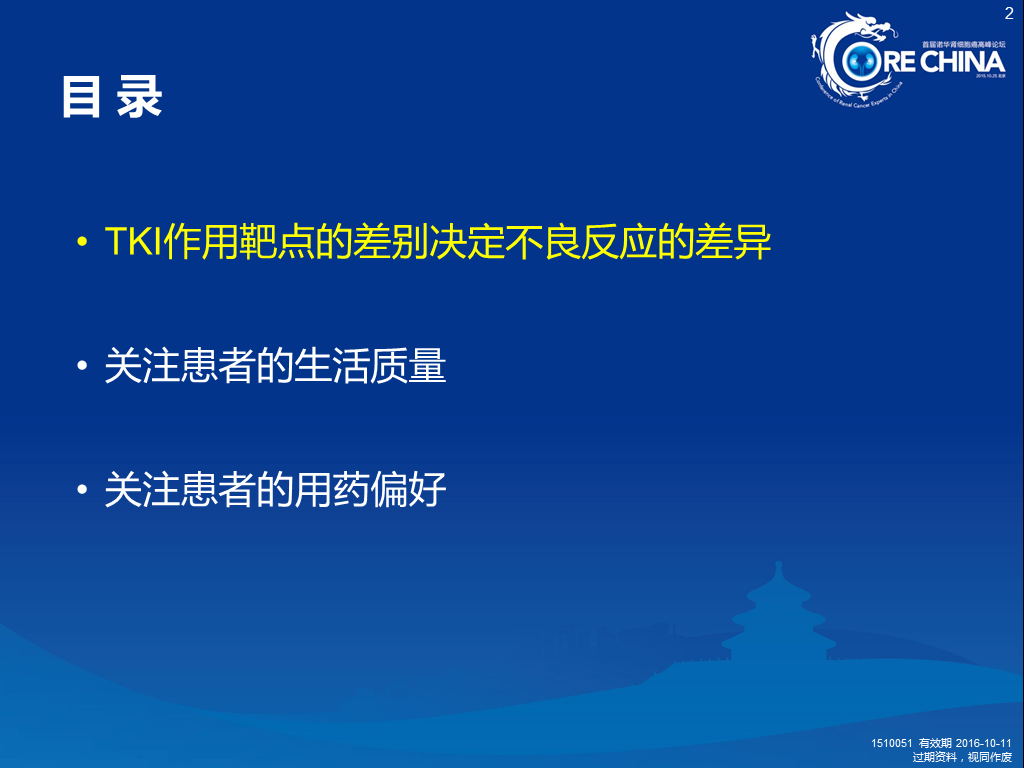 2
首届诺华肾细胞癌高峰论坛
CORE CHINA
2015.10.25 北京
Conference of Renal Cancer Experts in China
目录
• TKI作用靶点的差别决定不良反应的差异
• 关注患者的生活质量
• 关注患者的用药偏好
1510051 有效期 2016-10-11
过期资料，视同作废